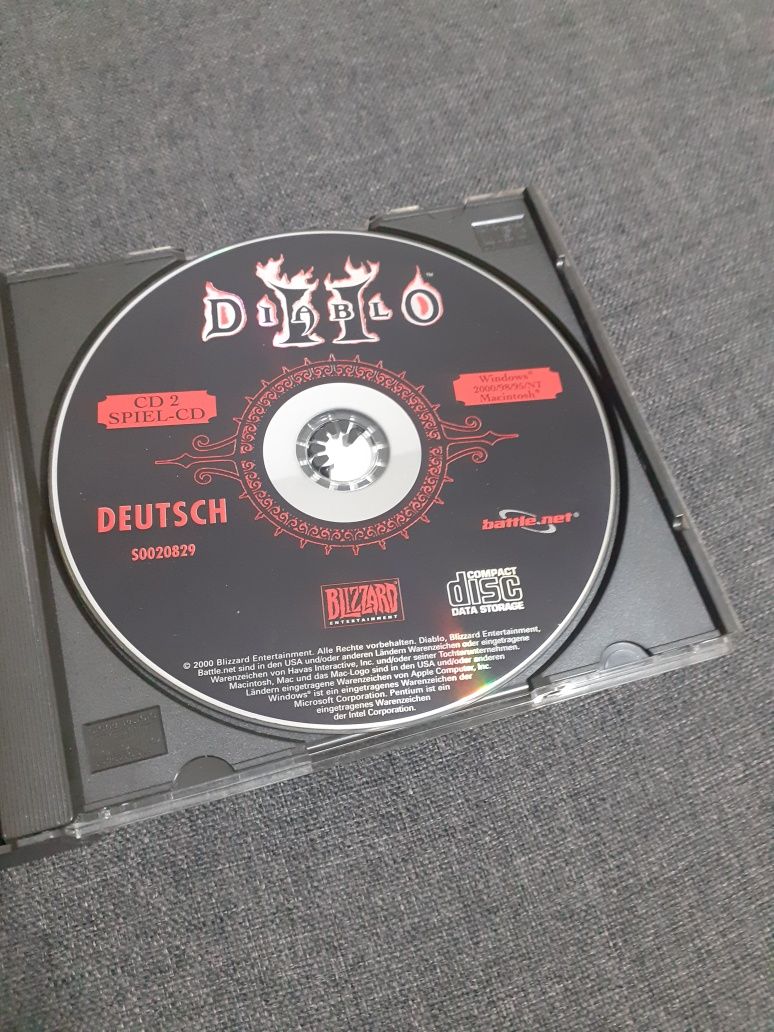 DIABLO II™
CD 2
SPIEL-CD
Windows®
2000/98/95/NT
Macintosh®
DEUTSCH
S0020829
battle.net®
BLIZZARD
ENTERTAINMENT
COMPACT
disc
DATA STORAGE
© 2000 Blizzard Entertainment. Alle Rechte vorbehalten. Diablo, Blizzard Entertainment,
Battle.net sind in den USA und/oder anderen Ländern Warenzeichen oder eingetragene
Warenzeichen von Havas Interactive, Inc. und/oder seiner Tochterunternehmen.
Macintosh, Mac und das Mac-Logo sind in den USA und/oder anderen
Ländern eingetragene Warenzeichen von Apple Computer, Inc.
Windows® ist ein eingetragenes Warenzeichen der
Microsoft Corporation. Pentium ist ein
eingetragenes Warenzeichen
der Intel Corporation.